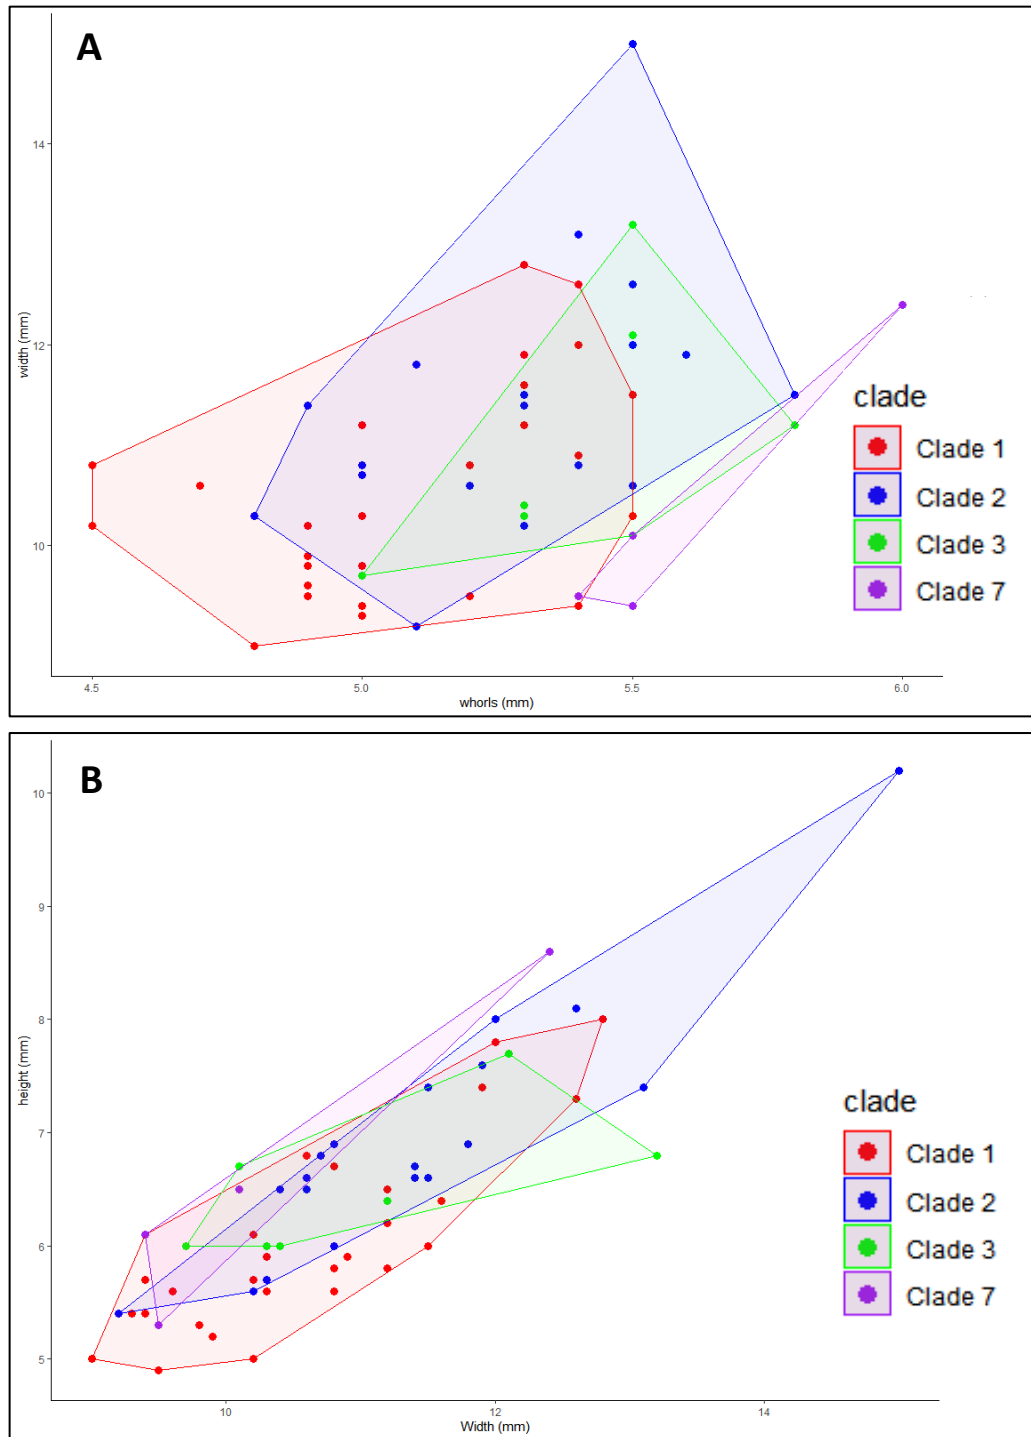 A
14
12
10
width (mm)
4.5 5.0 5.5 6.0
whorls (mm)
clade
Clade 1
Clade 2
Clade 3
Clade 7
B
10
9
8
7
6
5
height (mm)
10 12 14
Width (mm)
clade
Clade 1
Clade 2
Clade 3
Clade 7